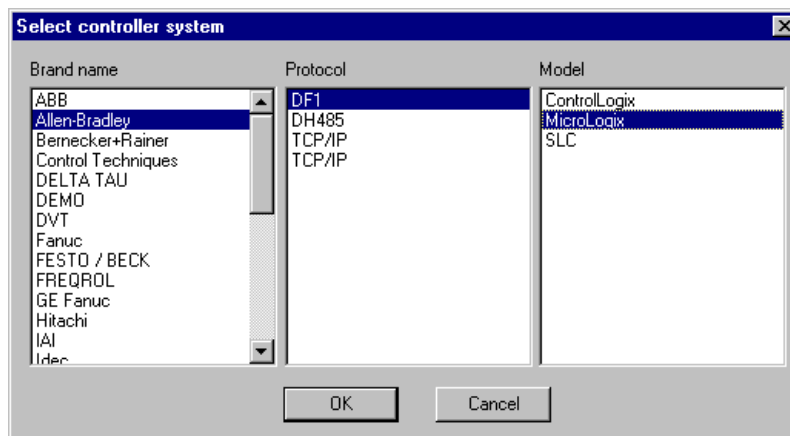 Select controller system
Brand name
Protocol
Model
ABB
Allen-Bradley
Bernecker+Rainer
Control Techniques
DELTA TAU
DEMO
DVT
Fanuc
FESTO / BECK
FREQROL
GE Fanuc
Hitachi
IAI
Idec
DF1
DH485
TCP/IP
TCP/IP
ControlLogix
MicroLogix
SLC
OK
Cancel